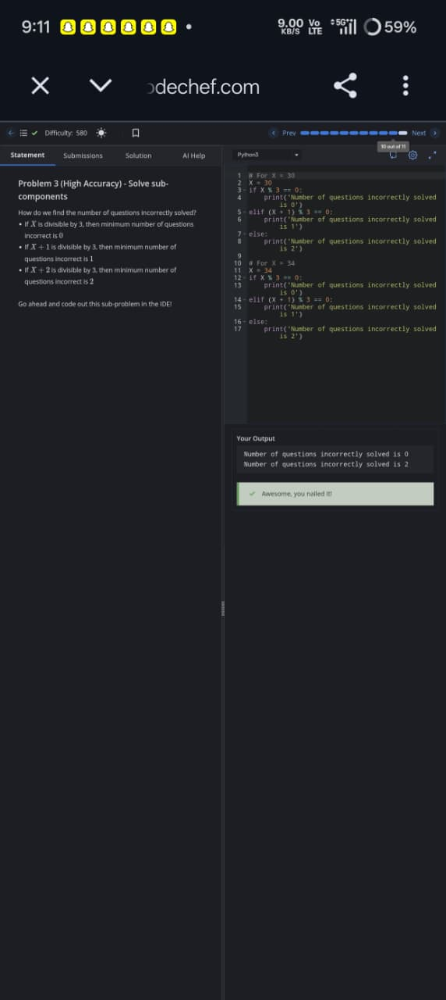 9:11
9.00 KB/S Vo LTE 5G++ 59%
odechef.com
Difficulty: 580
Prev
Next
10 out of 11
Statement Submissions Solution AI Help
Python3
Problem 3 (High Accuracy) - Solve sub-
components
How do we find the number of questions incorrectly solved?
• If X is divisible by 3, then minimum number of questions
incorrect is 0
• If X + 1 is divisible by 3, then minimum number of
questions incorrect is 1
• If X + 2 is divisible by 3, then minimum number of
questions incorrect is 2
Go ahead and code out this sub-problem in the IDE!
1 # For X = 30
2 X = 30
3 if X % 3 == 0:
4 print('Number of questions incorrectly solved
is 0')
5 elif (X + 1) % 3 == 0:
6 print('Number of questions incorrectly solved
is 1')
7 else:
8 print('Number of questions incorrectly solved
is 2')
9
10 # For X = 34
11 X = 34
12 if X % 3 == 0:
13 print('Number of questions incorrectly solved
is 0')
14 elif (X + 1) % 3 == 0:
15 print('Number of questions incorrectly solved
is 1')
16 else:
17 print('Number of questions incorrectly solved
is 2')
Your Output
Number of questions incorrectly solved is 0
Number of questions incorrectly solved is 2
Awesome, you nailed it!